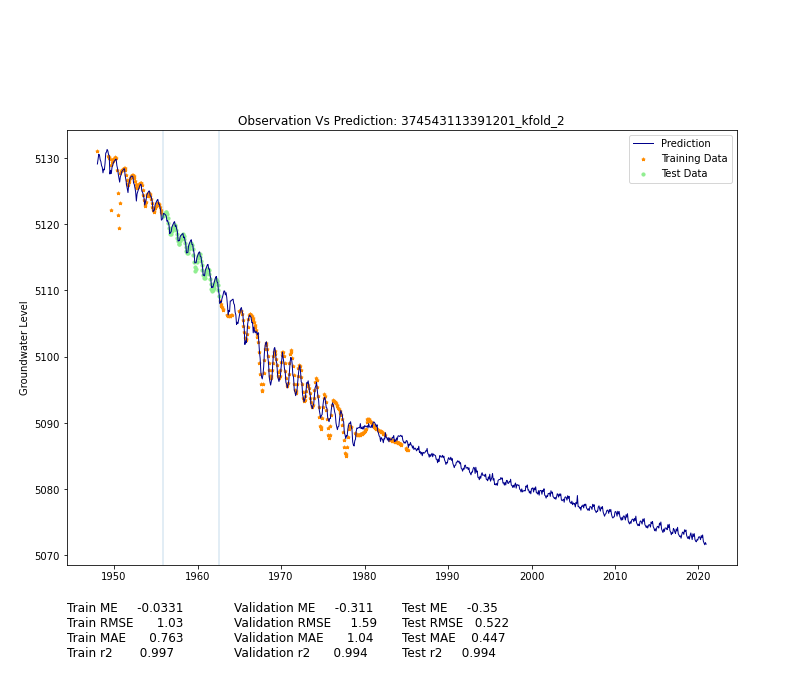 Observation Vs Prediction: 374543113391201_kfold_2
Prediction
Training Data
Test Data
Groundwater Level
5130
5120
5110
5100
5090
5080
5070
1950 1960 1970 1980 1990 2000 2010 2020
Train ME -0.0331 Validation ME -0.311 Test ME -0.35
Train RMSE 1.03 Validation RMSE 1.59 Test RMSE 0.522
Train MAE 0.763 Validation MAE 1.04 Test MAE 0.447
Train r2 0.997 Validation r2 0.994 Test r2 0.994